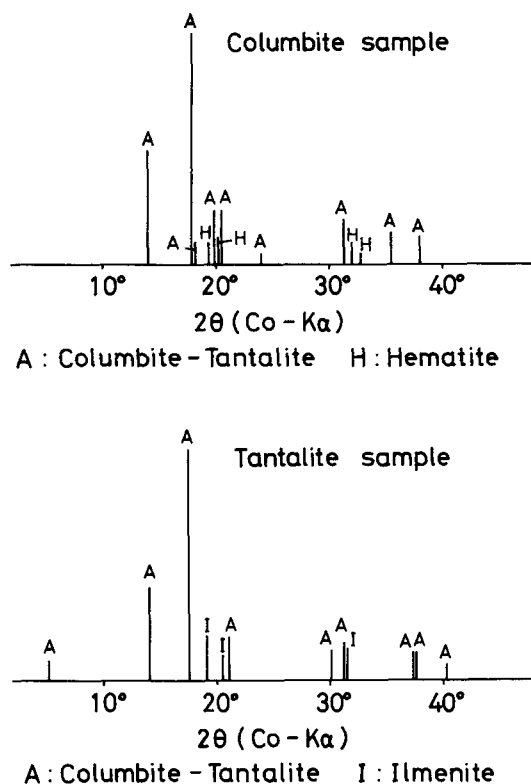 Columbite sample
A
A
A
H
A
A
H
A
A
H
H
A
A
10° 20° 30° 40°
2θ (Co-Kα)
A : Columbite-Tantalite H : Hematite
Tantalite sample
A
A
A
I
I
A
A
A
I
A
A
A
10° 20° 30° 40°
2θ (Co-Kα)
A : Columbite-Tantalite I : Ilmenite